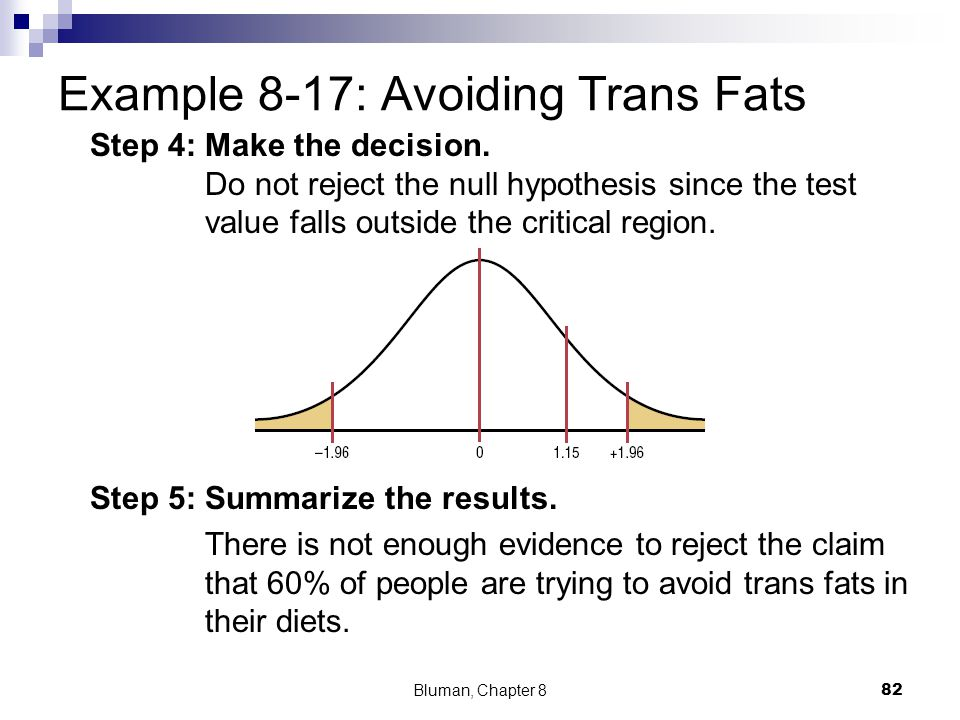 Example 8-17: Avoiding Trans Fats
Step 4: Make the decision.
Do not reject the null hypothesis since the test
value falls outside the critical region.
–1.96 0 1.15 +1.96
Step 5: Summarize the results.
There is not enough evidence to reject the claim
that 60% of people are trying to avoid trans fats in
their diets.
Bluman, Chapter 8 82